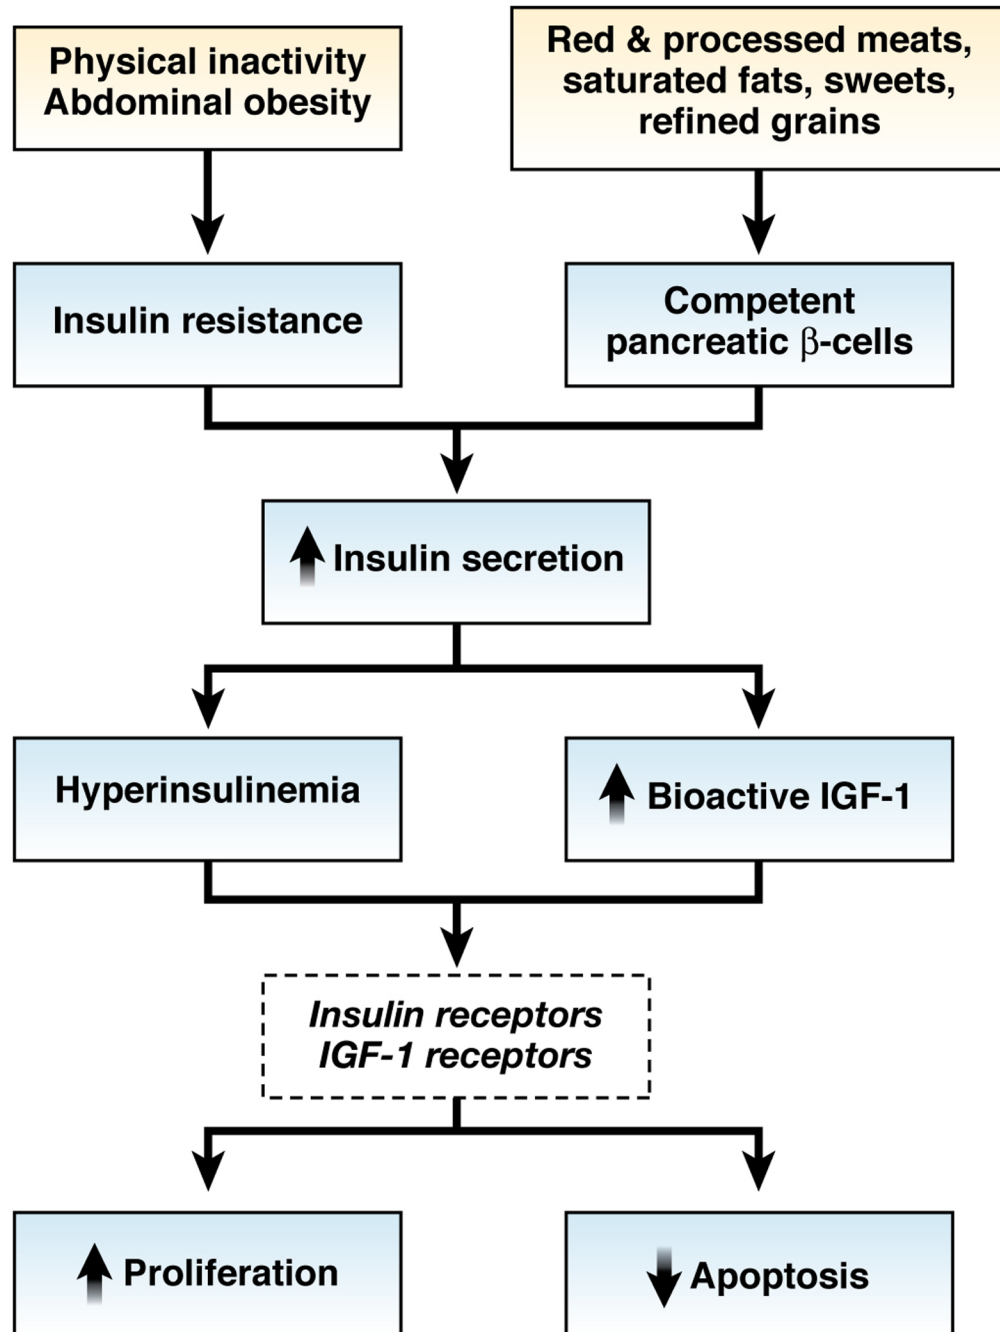 Physical inactivity
Abdominal obesity
Red & processed meats,
saturated fats, sweets,
refined grains
Insulin resistance
Competent
pancreatic β-cells
Insulin secretion
Hyperinsulinemia
Bioactive IGF-1
Insulin receptors
IGF-1 receptors
Proliferation
Apoptosis